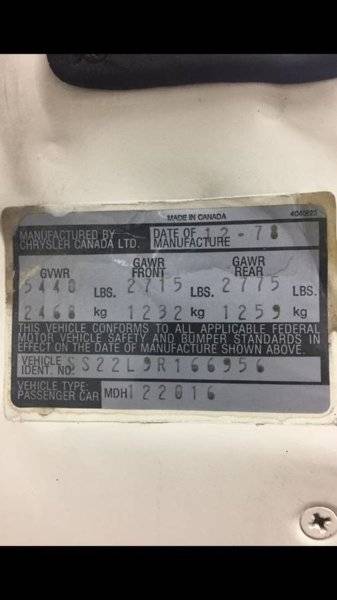 MADE IN CANADA 4040823
MANUFACTURED BY DATE OF 12-78
CHRYSLER CANADA LTD. MANUFACTURE
GVWR GAWR FRONT GAWR REAR
5440 LBS. 2715 LBS. 2775 LBS.
2468 kg 1232 kg 1259 kg
THIS VEHICLE CONFORMS TO ALL APPLICABLE FEDERAL
MOTOR VEHICLE SAFETY AND BUMPER STANDARDS IN
EFFECT ON THE DATE OF MANUFACTURE SHOWN ABOVE.
VEHICLE IDENT. NO. SS22L9R166956
VEHICLE TYPE: PASSENGER CAR MDH 122016